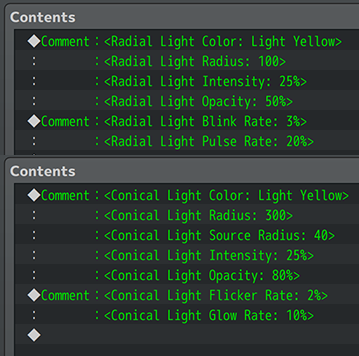 Contents
◆Comment：<Radial Light Color: Light Yellow>
：　　　：<Radial Light Radius: 100>
：　　　：<Radial Light Intensity: 25%>
：　　　：<Radial Light Opacity: 50%>
◆Comment：<Radial Light Blink Rate: 3%>
：　　　：<Radial Light Pulse Rate: 20%>
Contents
◆Comment：<Conical Light Color: Light Yellow>
：　　　：<Conical Light Radius: 300>
：　　　：<Conical Light Source Radius: 40>
：　　　：<Conical Light Intensity: 25%>
：　　　：<Conical Light Opacity: 80%>
◆Comment：<Conical Light Flicker Rate: 2%>
：　　　：<Conical Light Glow Rate: 10%>
◆